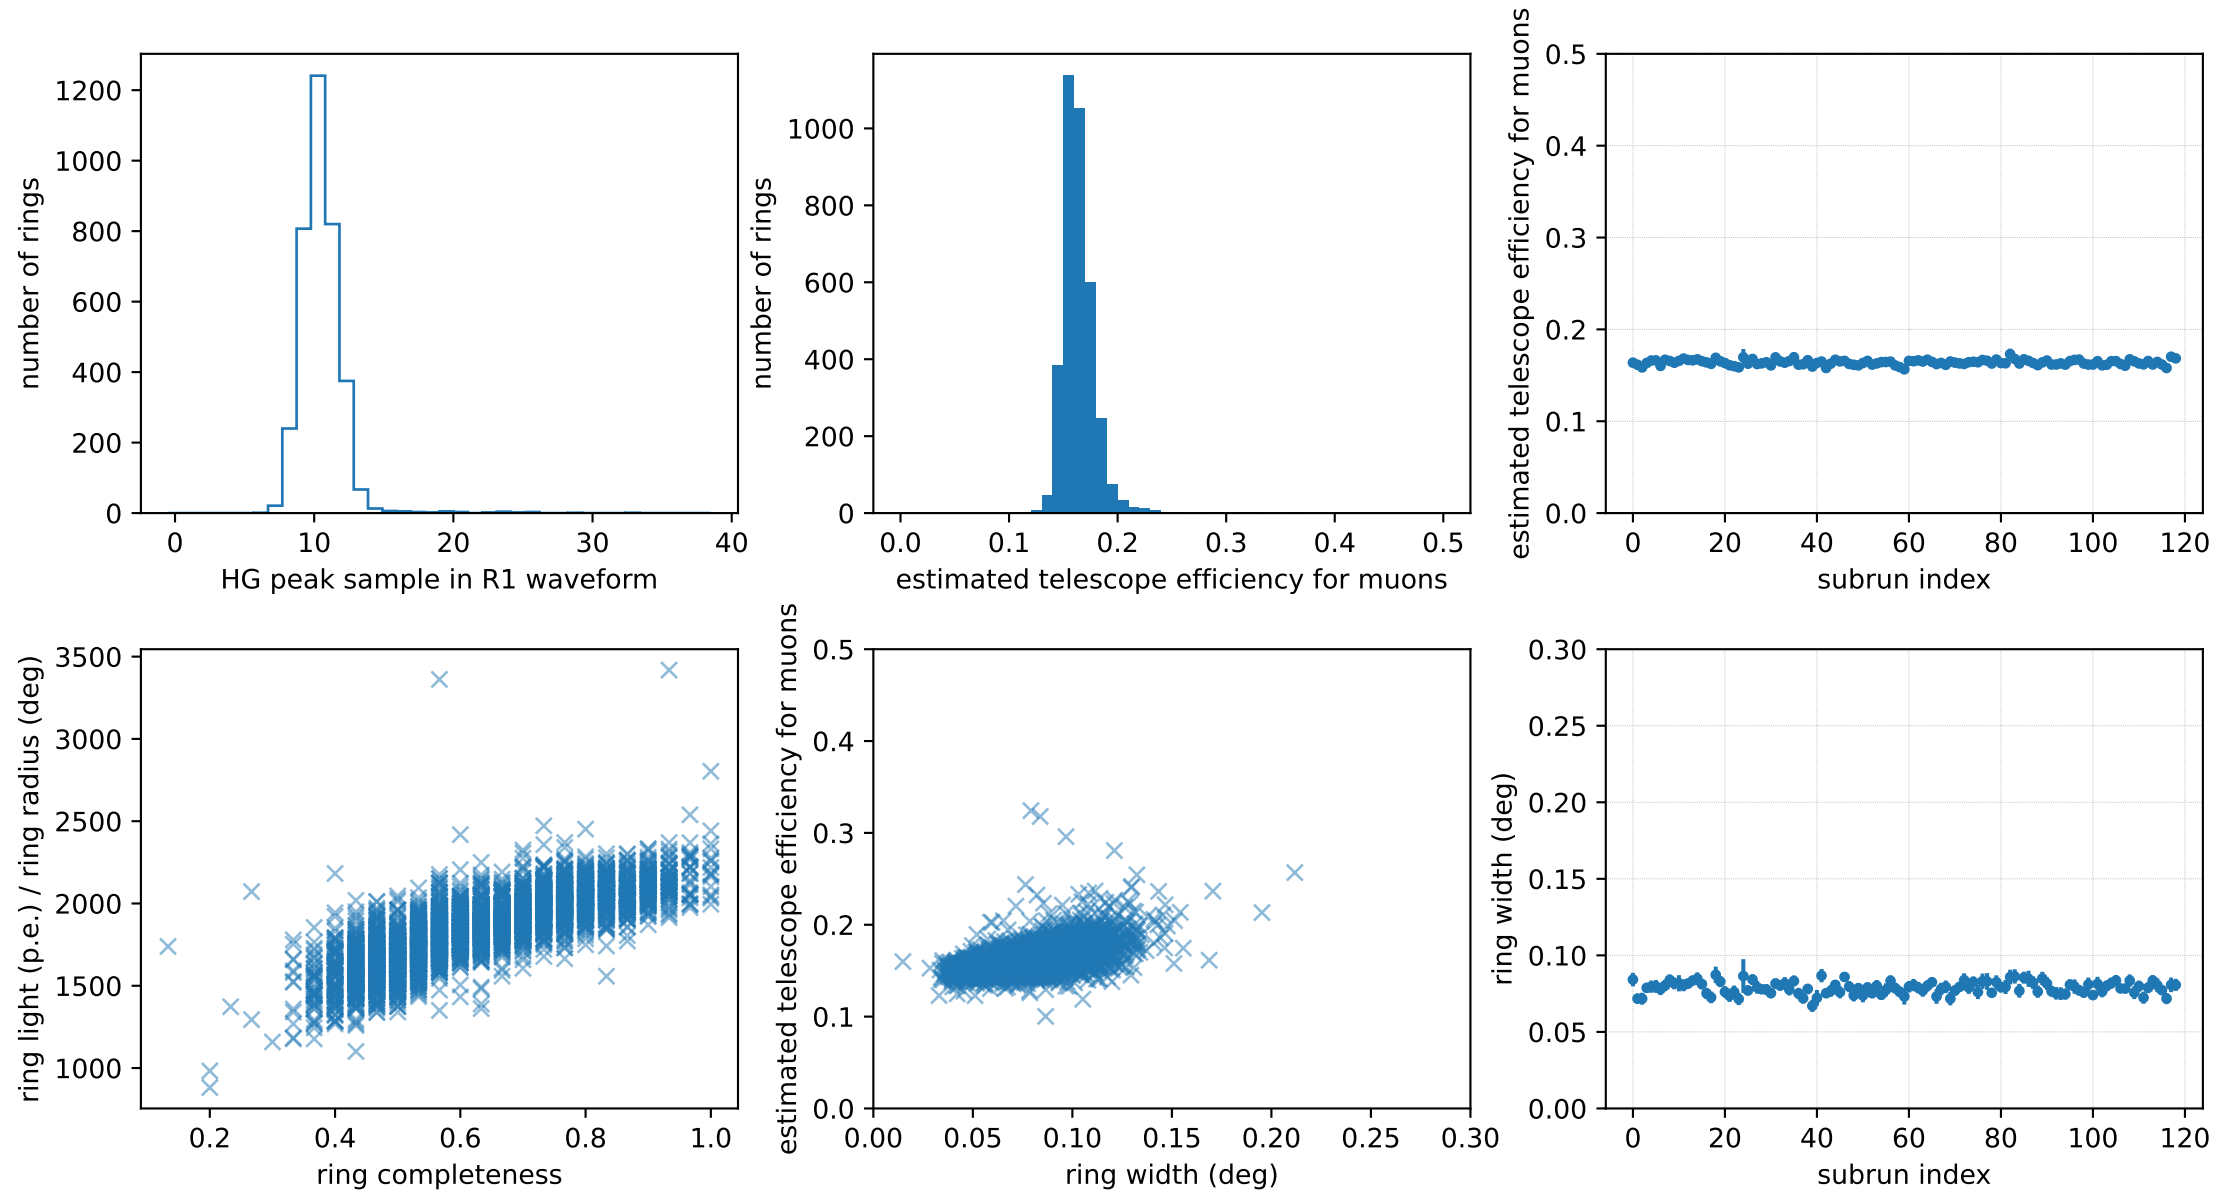 1200
1000
800
600
400
200
0
number of rings
0 10 20 30 40
HG peak sample in R1 waveform
1000
800
600
400
200
0
number of rings
0.0 0.1 0.2 0.3 0.4 0.5
estimated telescope efficiency for muons
0.5
0.4
0.3
0.2
0.1
0.0
estimated telescope efficiency for muons
0 20 40 60 80 100 120
subrun index
3500
3000
2500
2000
1500
1000
ring light (p.e.) / ring radius (deg)
0.2 0.4 0.6 0.8 1.0
ring completeness
0.5
0.4
0.3
0.2
0.1
0.0
estimated telescope efficiency for muons
0.00 0.05 0.10 0.15 0.20 0.25 0.30
ring width (deg)
0.30
0.25
0.20
0.15
0.10
0.05
0.00
ring width (deg)
0 20 40 60 80 100 120
subrun index